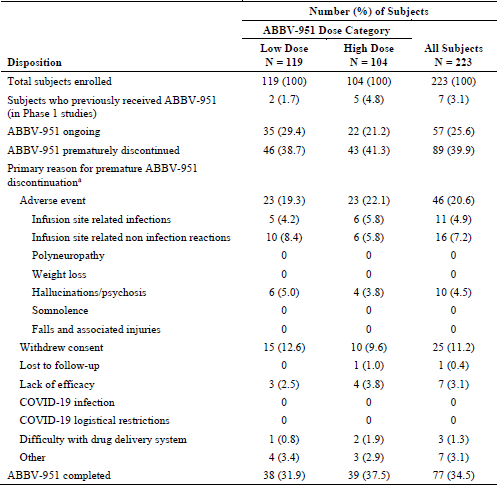 Number (%) of Subjects
ABBV-951 Dose Category
Low Dose High Dose All Subjects
Disposition N = 119 N = 104 N = 223
Total subjects enrolled 119 (100) 104 (100) 223 (100)
Subjects who previously received ABBV-951 2 (1.7) 5 (4.8) 7 (3.1)
(in Phase 1 studies)
ABBV-951 ongoing 35 (29.4) 22 (21.2) 57 (25.6)
ABBV-951 prematurely discontinued 46 (38.7) 43 (41.3) 89 (39.9)
Primary reason for premature ABBV-951
discontinuationa
Adverse event 23 (19.3) 23 (22.1) 46 (20.6)
Infusion site related infections 5 (4.2) 6 (5.8) 11 (4.9)
Infusion site related non infection reactions 10 (8.4) 6 (5.8) 16 (7.2)
Polyneuropathy 0 0 0
Weight loss 0 0 0
Hallucinations/psychosis 6 (5.0) 4 (3.8) 10 (4.5)
Somnolence 0 0 0
Falls and associated injuries 0 0 0
Withdrew consent 15 (12.6) 10 (9.6) 25 (11.2)
Lost to follow-up 0 1 (1.0) 1 (0.4)
Lack of efficacy 3 (2.5) 4 (3.8) 7 (3.1)
COVID-19 infection 0 0 0
COVID-19 logistical restrictions 0 0 0
Difficulty with drug delivery system 1 (0.8) 2 (1.9) 3 (1.3)
Other 4 (3.4) 3 (2.9) 7 (3.1)
ABBV-951 completed 38 (31.9) 39 (37.5) 77 (34.5)